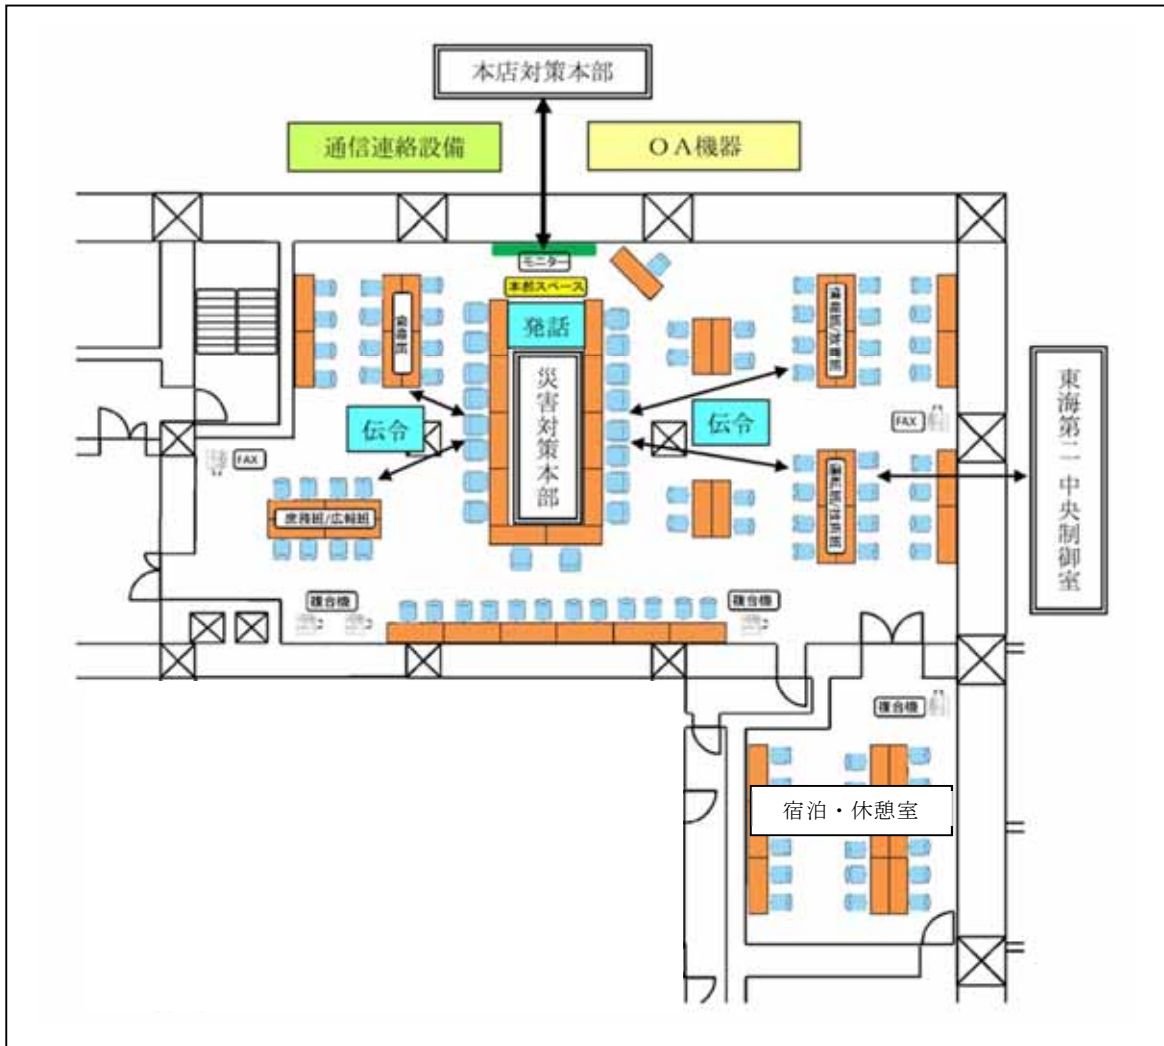 本店対策本部
通信連絡設備
OA機器
モニター
本部スペース
発話
災害対策本部
伝令
伝令
FAX
FAX
庶務班/広報班
東海第二 中央制御室
複合機
複合機
複合機
宿泊・休憩室